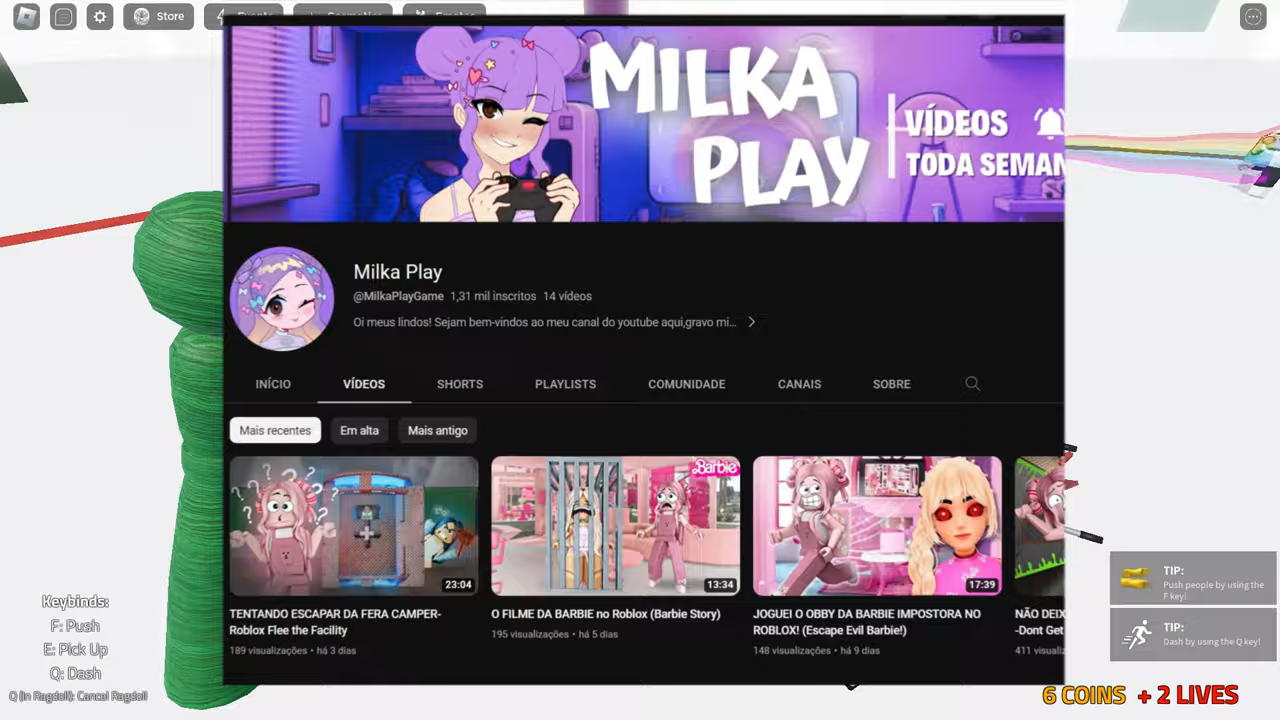 Store
MILKA
PLAY
VÍDEOS
TODA
Milka Play
@MilkaPlayGame 1,31 mil inscritos 14 vídeos
Oi meus lindos! Sejam bem-vindos ao meu canal do youtube aqui,gravo mi...
INÍCIO VÍDEOS SHORTS PLAYLISTS COMUNIDADE CANAIS SOBRE
Mais recentes Em alta Mais antigo
Barbie
23:04
13:34
17:39
TENTANDO ESCAPAR DA FERA CAMPER-
Roblox Flee the Facility
189 visualizações • há 3 dias
O FILME DA BARBIE no Roblox (Barbie Story)
195 visualizações • há 5 dias
JOGUEI O OBBY DA BARBIE IMPOSTORA NO
ROBLOX! (Escape Evil Barbie!)
148 visualizações • há 9 dias
NÃO
-Dont Get
411
Keybinds:
F: Push
E: Pick Up
Q: Dash
Q (In Ragdoll): Cancel Ragdoll
TIP:
Push people by using the
F key!
TIP:
Dash by using the Q key!
6 COINS + 2 LIVES